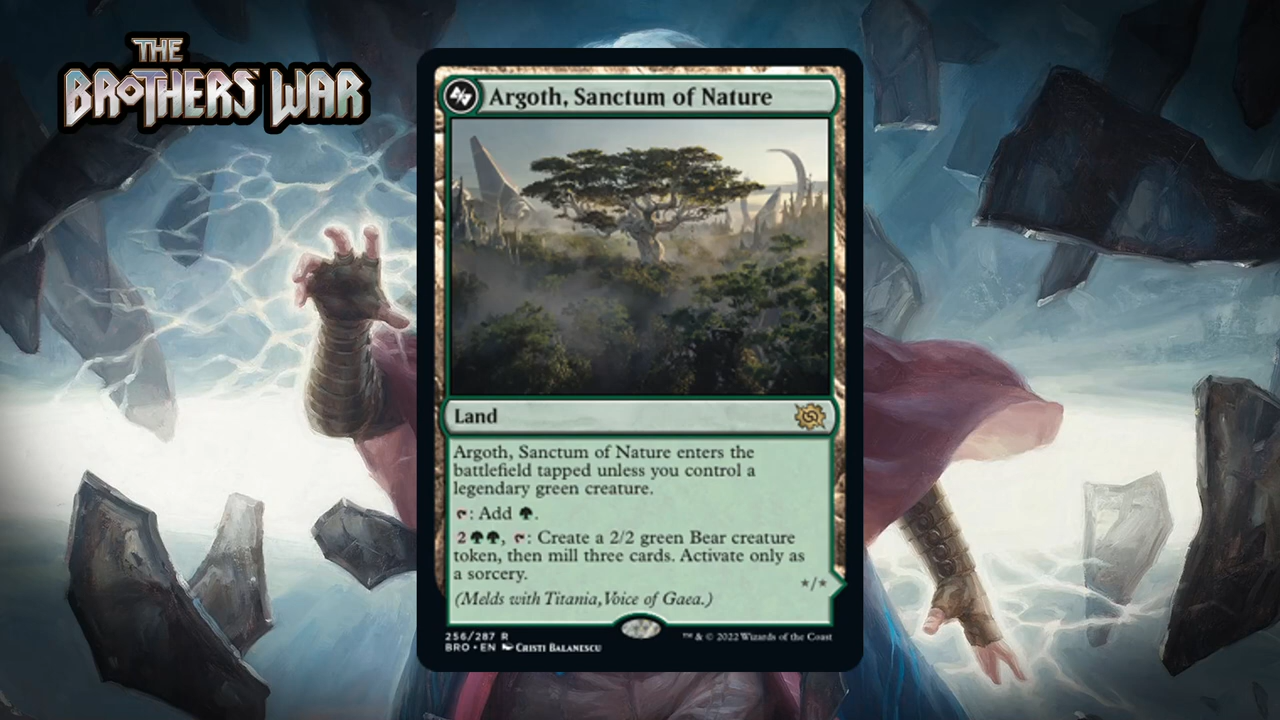 THE
BROTHERS' WAR
Argoth, Sanctum of Nature
Land
Argoth, Sanctum of Nature enters the
battlefield tapped unless you control a
legendary green creature.
: Add .
2, : Create a 2/2 green Bear creature
token, then mill three cards. Activate only as
a sorcery.
*/*
(Melds with Titania,Voice of Gaea.)
256/287 R
BRO • EN CRISTI BALANESCU
™ & © 2022 Wizards of the Coast